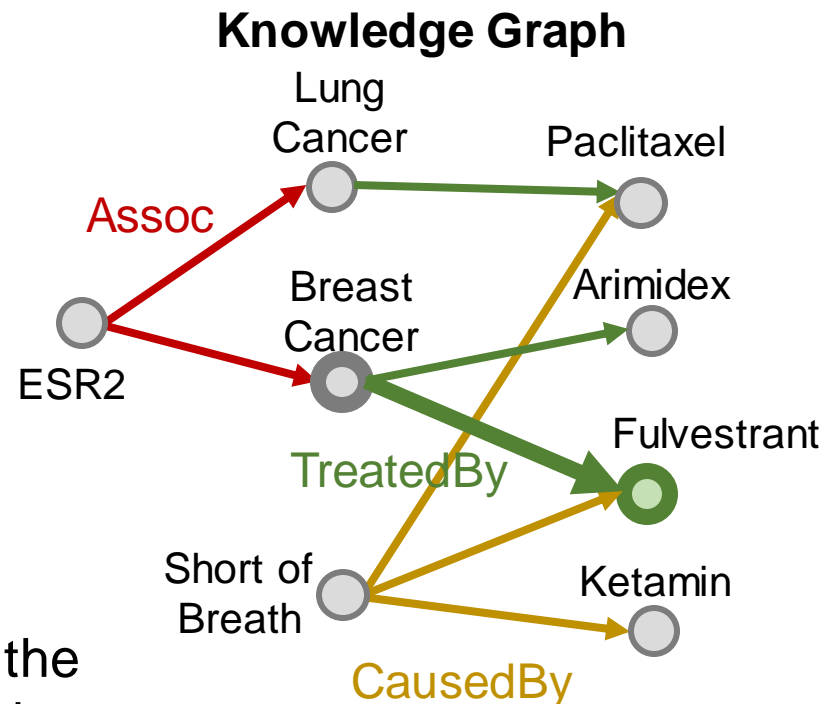 Knowledge Graph
Lung
Cancer
Paclitaxel
Assoc
Breast
Cancer
Arimidex
ESR2
Fulvestrant
TreatedBy
Short of
Breath
Ketamin
the
CausedBy